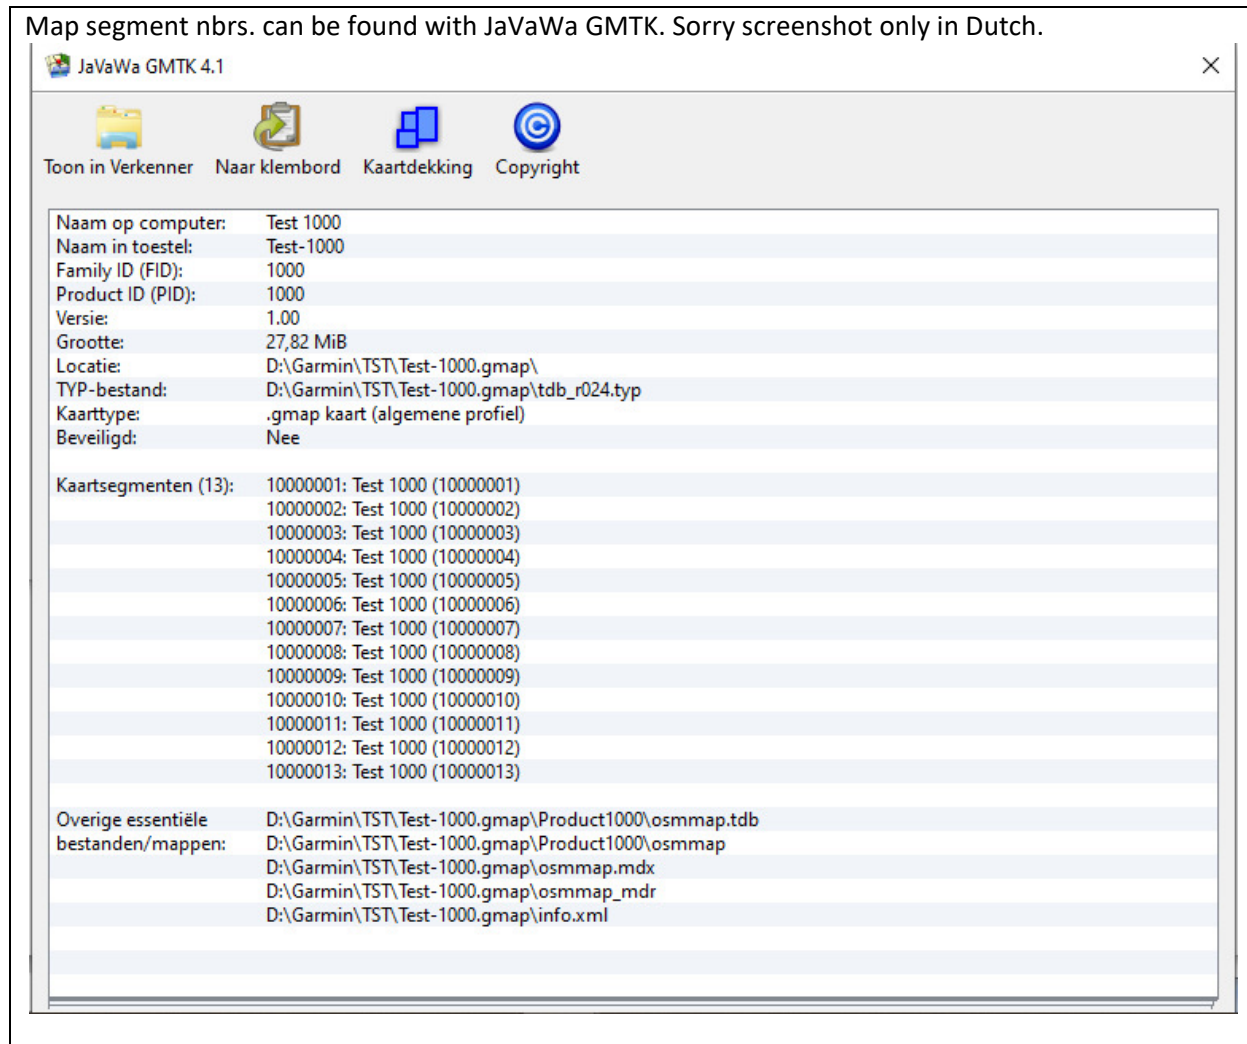 Map segment nbrs. can be found with JaVaWa GMTK. Sorry screenshot only in Dutch.
JaVaWa GMTK 4.1
Toon in Verkenner Naar klembord Kaartdekking Copyright
Naam op computer: Test 1000
Naam in toestel: Test-1000
Family ID (FID): 1000
Product ID (PID): 1000
Versie: 1.00
Grootte: 27,82 MiB
Locatie: D:\Garmin\TST\Test-1000.gmap\
TYP-bestand: D:\Garmin\TST\Test-1000.gmap\tdb_r024.typ
Kaarttype: .gmap kaart (algemene profiel)
Beveiligd: Nee
Kaartsegmenten (13): 10000001: Test 1000 (10000001)
10000002: Test 1000 (10000002)
10000003: Test 1000 (10000003)
10000004: Test 1000 (10000004)
10000005: Test 1000 (10000005)
10000006: Test 1000 (10000006)
10000007: Test 1000 (10000007)
10000008: Test 1000 (10000008)
10000009: Test 1000 (10000009)
10000010: Test 1000 (10000010)
10000011: Test 1000 (10000011)
10000012: Test 1000 (10000012)
10000013: Test 1000 (10000013)
Overige essentiële D:\Garmin\TST\Test-1000.gmap\Product1000\osmmap.tdb
bestanden/mappen: D:\Garmin\TST\Test-1000.gmap\Product1000\osmmap
D:\Garmin\TST\Test-1000.gmap\osmmap.mdx
D:\Garmin\TST\Test-1000.gmap\osmmap_mdr
D:\Garmin\TST\Test-1000.gmap\info.xml